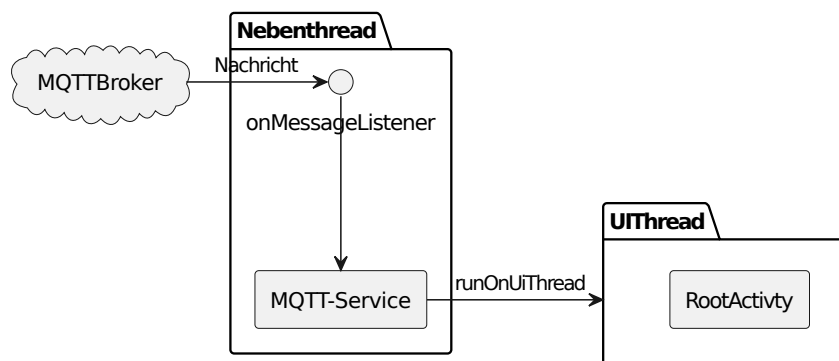 Nebenthread
MQTTBroker
Nachricht
onMessageListener
UIThread
MQTT-Service
runOnUiThread
RootActivty